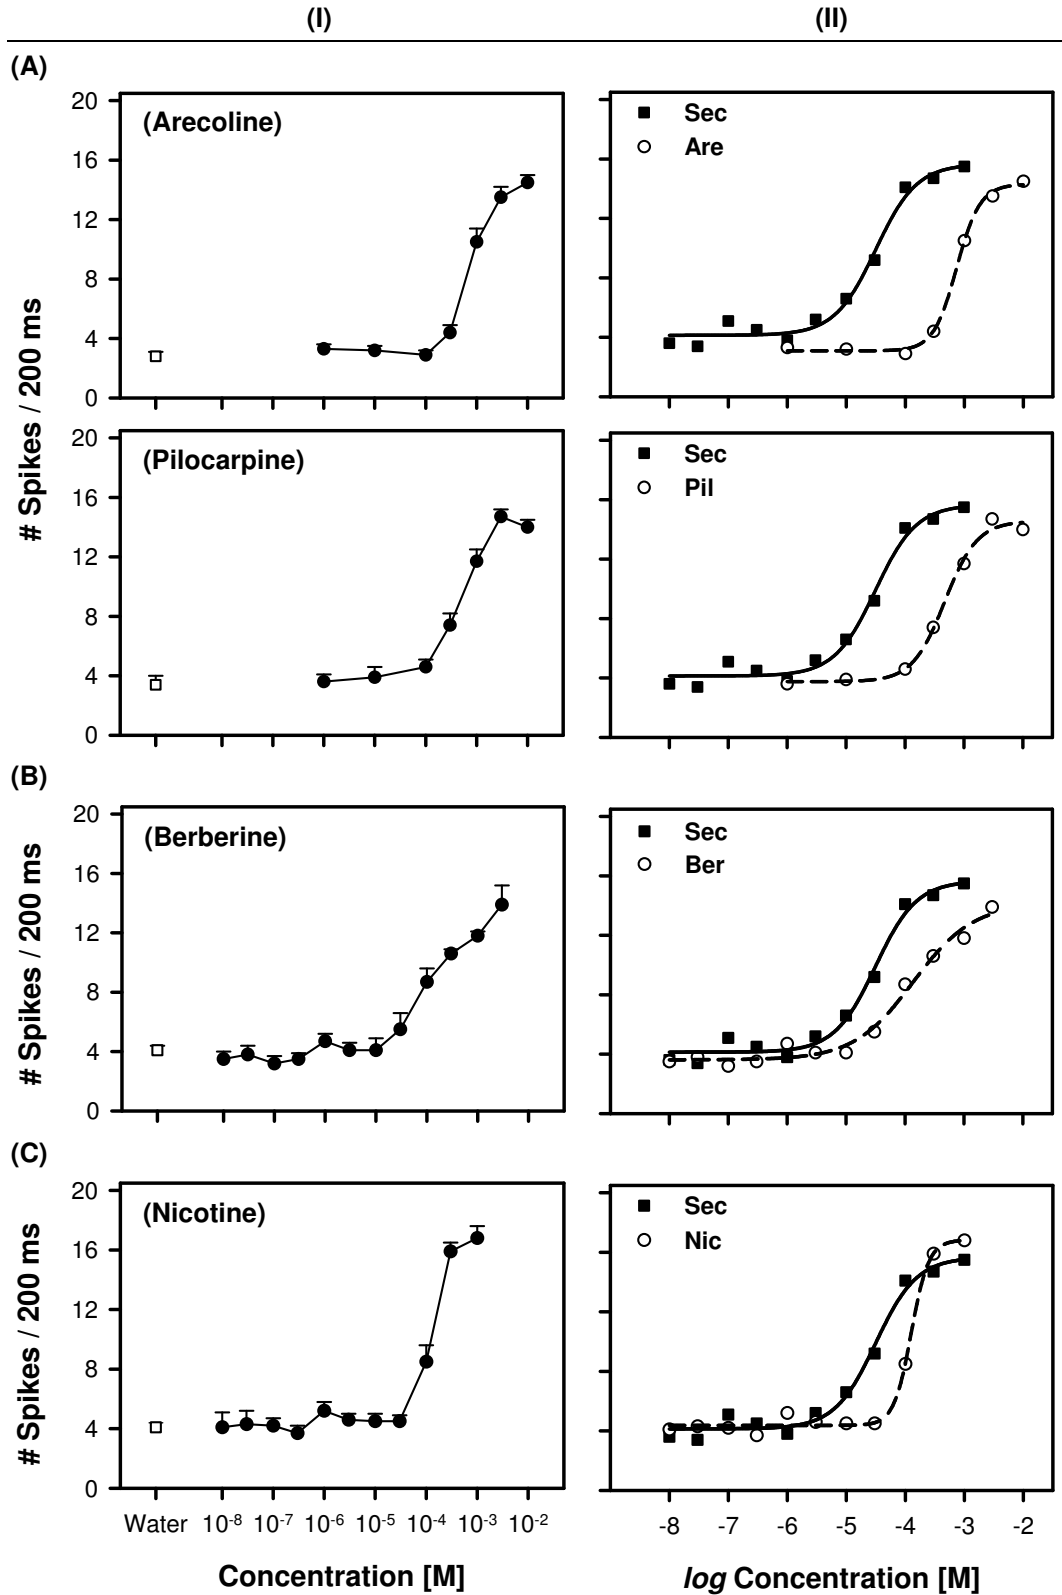 (I) (II)
(A)
# Spikes / 200 ms
(Arecoline)
20
16
12
8
4
0
Sec
Are
(Pilocarpine)
20
16
12
8
4
0
Sec
Pil
(B)
# Spikes / 200 ms
(Berberine)
20
16
12
8
4
0
Sec
Ber
(C)
# Spikes / 200 ms
(Nicotine)
20
16
12
8
4
0
Sec
Nic
Water 10⁻⁸ 10⁻⁷ 10⁻⁶ 10⁻⁵ 10⁻⁴ 10⁻³ 10⁻²
-8 -7 -6 -5 -4 -3 -2
Concentration [M]
log Concentration [M]